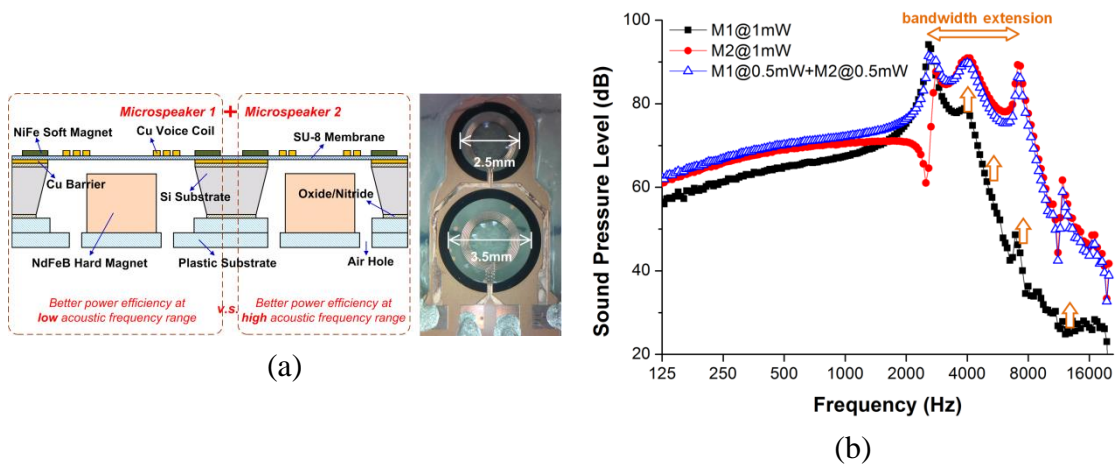 Microspeaker 1 + Microspeaker 2
NiFe Soft Magnet
Cu Voice Coil
SU-8 Membrane
Cu Barrier
Si Substrate
Oxide/Nitride
NdFeB Hard Magnet
Plastic Substrate
Air Hole
Better power efficiency at
low acoustic frequency range
v.s.
Better power efficiency at
high acoustic frequency range
2.5mm
3.5mm
(a)
M1@1mW
M2@1mW
M1@0.5mW+M2@0.5mW
bandwidth extension
Sound Pressure Level (dB)
100
80
60
40
20
125
250
500
1000
2000
4000
8000
16000
Frequency (Hz)
(b)